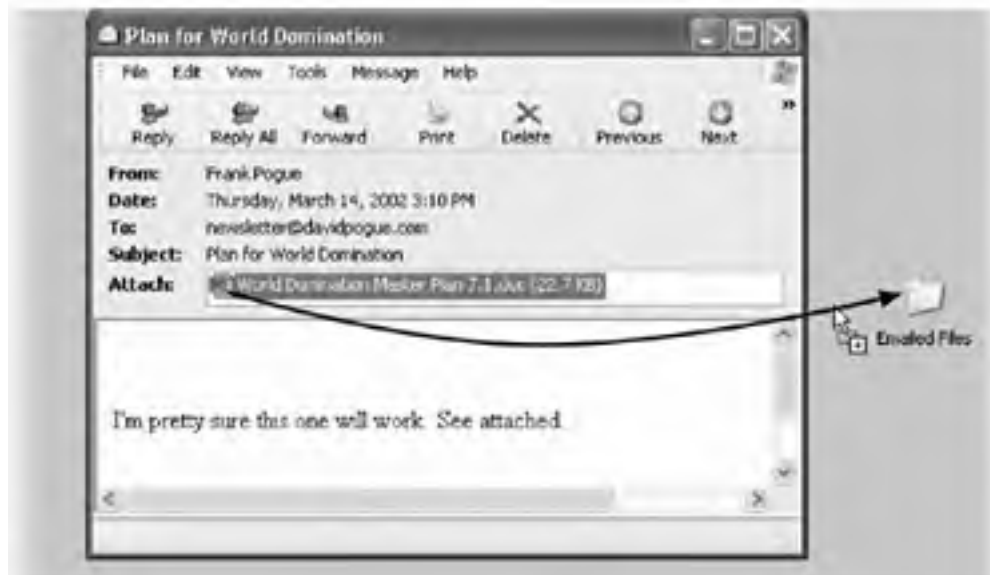 Plan for World Domination
File Edit View Tools Message Help
»
Reply Reply All Forward Print Delete Previous Next
From: Frank Pogue
Date: Thursday, March 14, 2002 3:10 PM
To: newsletter@davidpogue.com
Subject: Plan for World Domination
Attach: World Domination Master Plan 7.1.doc (22.7 KB)
Emailed Files
I'm pretty sure this one will work. See attached.